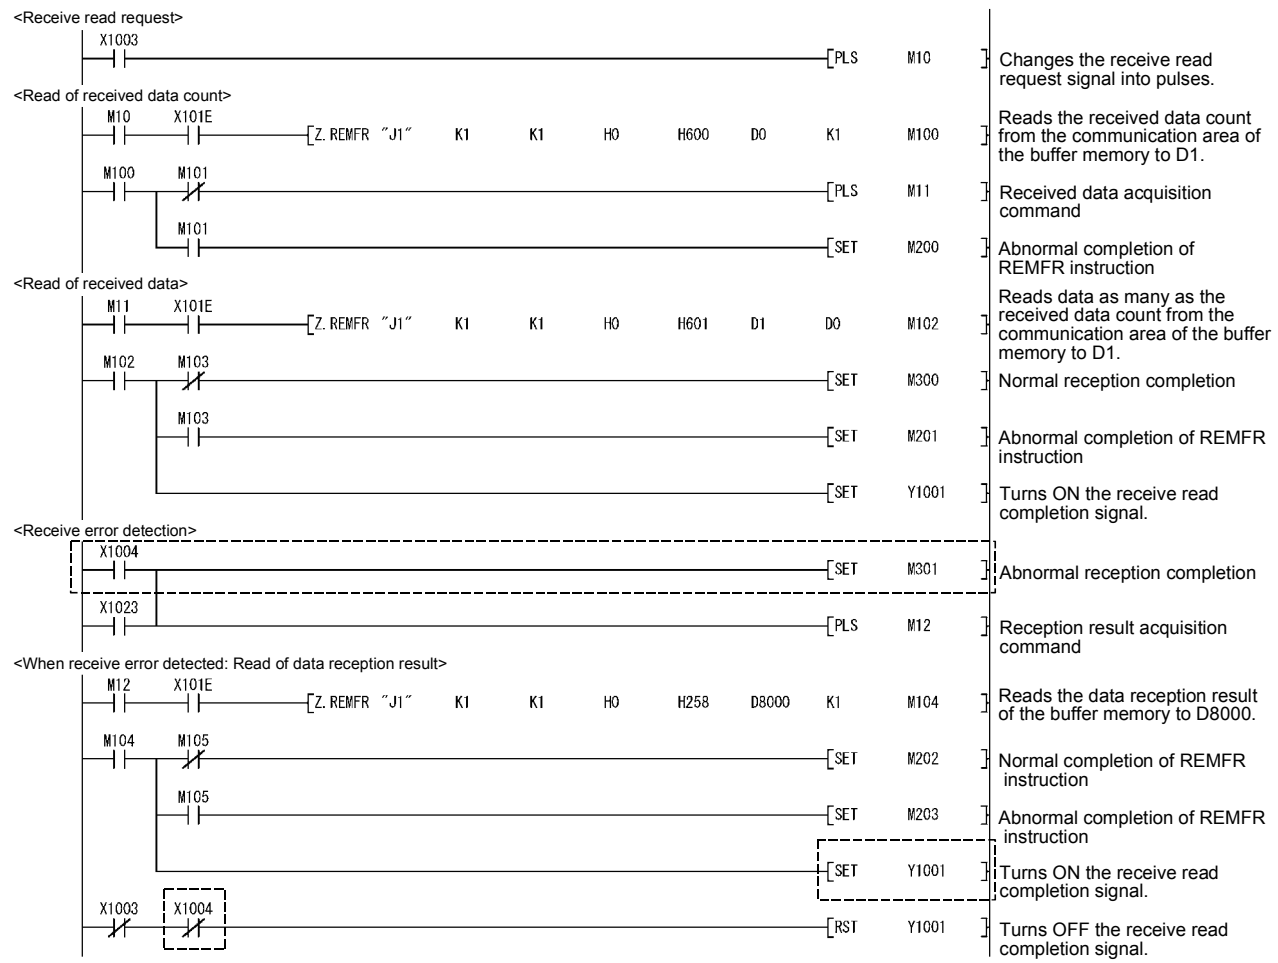 <Receive read request>
X1003
PLS M10
Changes the receive read
request signal into pulses.
<Read of received data count>
M10 X101E
Z.REMFR "J1" K1 K1 H0 H600 D0 K1 M100
Reads the received data count
from the communication area of
the buffer memory to D1.
M100 M101
PLS M11
Received data acquisition
command
M101
SET M200
Abnormal completion of
REMFR instruction
<Read of received data>
M11 X101E
Z.REMFR "J1" K1 K1 H0 H601 D1 D0 M102
Reads data as many as the
received data count from the
communication area of the buffer
memory to D1.
M102 M103
SET M300
Normal reception completion
M103
SET M201
Abnormal completion of REMFR
instruction
SET Y1001
Turns ON the receive read
completion signal.
<Receive error detection>
X1004
SET M301
Abnormal reception completion
X1023
PLS M12
Reception result acquisition
command
<When receive error detected: Read of data reception result>
M12 X101E
Z.REMFR "J1" K1 K1 H0 H258 D8000 K1 M104
Reads the data reception result
of the buffer memory to D8000.
M104 M105
SET M202
Normal completion of REMFR
instruction
M105
SET M203
Abnormal completion of REMFR
instruction
SET Y1001
Turns ON the receive read
completion signal.
X1003 X1004
RST Y1001
Turns OFF the receive read
completion signal.